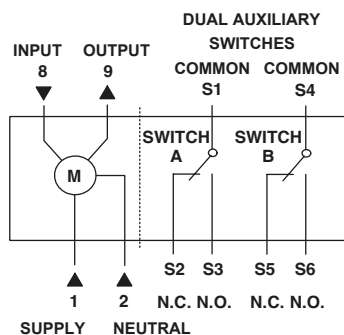 DUAL AUXILIARY
SWITCHES
INPUT OUTPUT
8 9
COMMON COMMON
S1 S4
SWITCH
A
SWITCH
B
M
S2 S3 S5 S6
1 2
N.C. N.O. N.C. N.O.
SUPPLY NEUTRAL